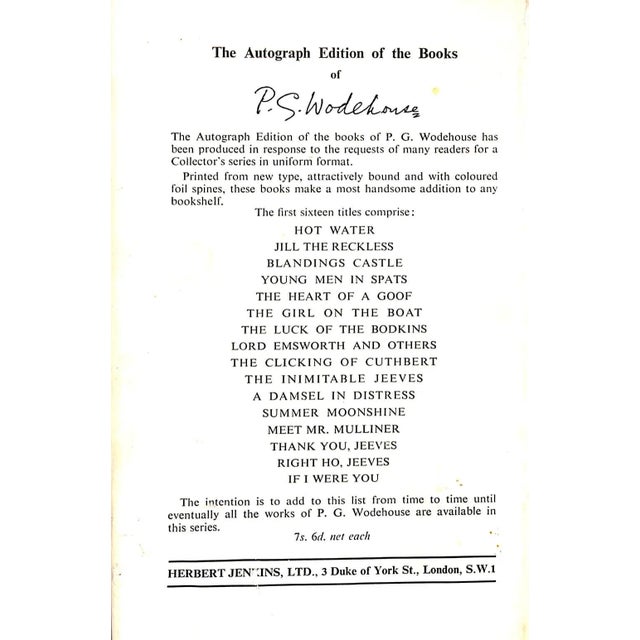 The Autograph Edition of the Books
of
P. G. Wodehouse
The Autograph Edition of the books of P. G. Wodehouse has
been produced in response to the requests of many readers for a
Collector's series in uniform format.
Printed from new type, attractively bound and with coloured
foil spines, these books make a most handsome addition to any
bookshelf.
The first sixteen titles comprise:
HOT WATER
JILL THE RECKLESS
BLANDINGS CASTLE
YOUNG MEN IN SPATS
THE HEART OF A GOOF
THE GIRL ON THE BOAT
THE LUCK OF THE BODKINS
LORD EMSWORTH AND OTHERS
THE CLICKING OF CUTHBERT
THE INIMITABLE JEEVES
A DAMSEL IN DISTRESS
SUMMER MOONSHINE
MEET MR. MULLINER
THANK YOU, JEEVES
RIGHT HO, JEEVES
IF I WERE YOU
The intention is to add to this list from time to time until
eventually all the works of P. G. Wodehouse are available in
this series.
7s. 6d. net each
HERBERT JENKINS, LTD., 3 Duke of York St., London, S.W.1